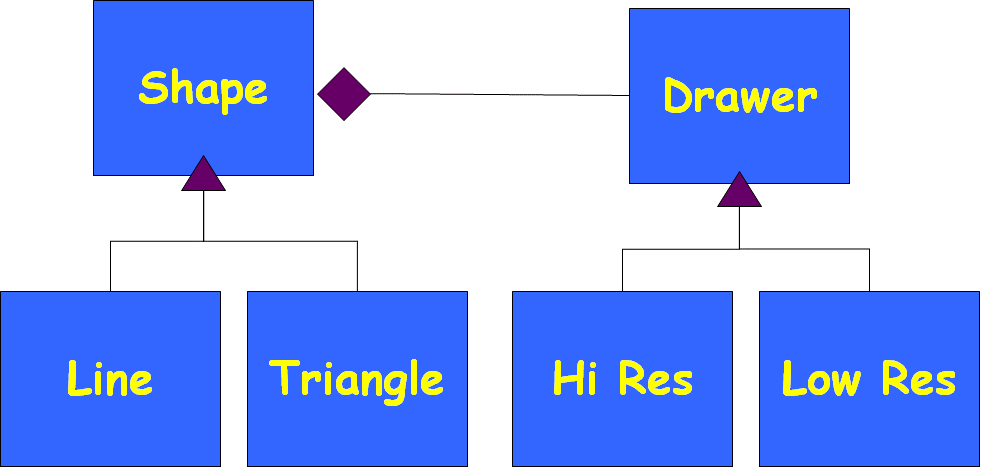 Shape
Drawer
Line
Triangle
Hi Res
Low Res